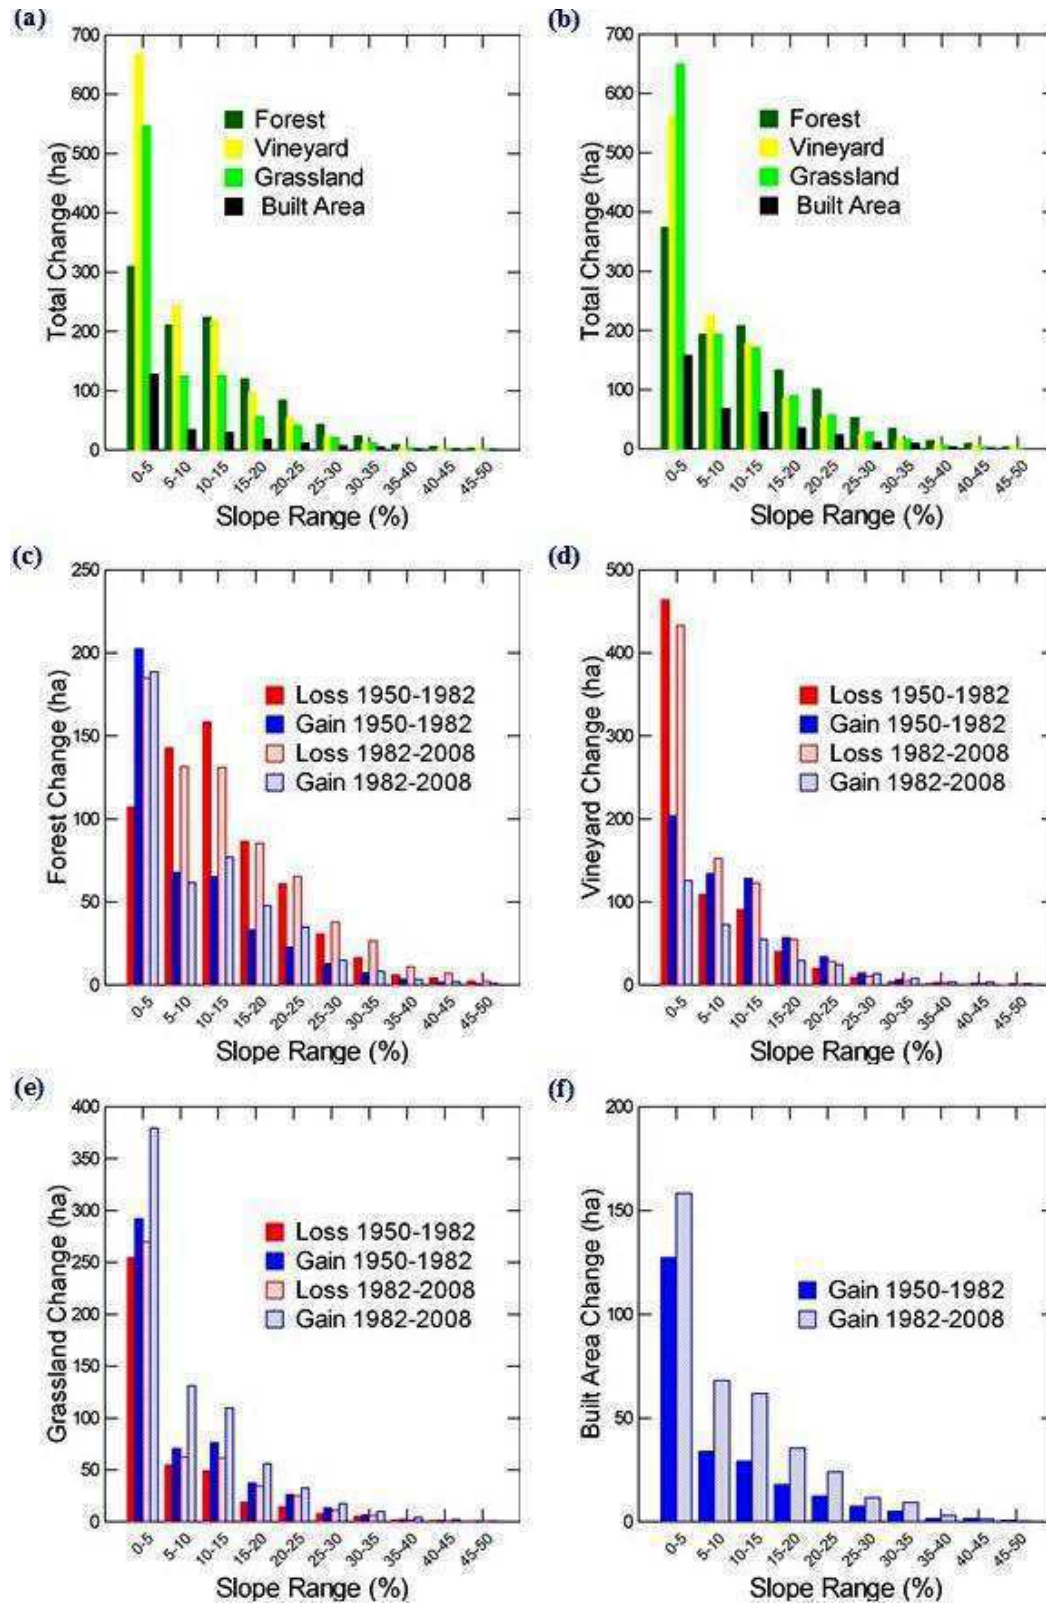 (a)
700
600
500
400
300
200
100
0
Total Change (ha)
Forest
Vineyard
Grassland
Built Area
0-5 5-10 10-15 15-20 20-25 25-30 30-35 35-40 40-45 45-50
Slope Range (%)
(b)
700
600
500
400
300
200
100
0
Total Change (ha)
Forest
Vineyard
Grassland
Built Area
0-5 5-10 10-15 15-20 20-25 25-30 30-35 35-40 40-45 45-50
Slope Range (%)
(c)
250
200
150
100
50
0
Forest Change (ha)
Loss 1950-1982
Gain 1950-1982
Loss 1982-2008
Gain 1982-2008
0-5 5-10 10-15 15-20 20-25 25-30 30-35 35-40 40-45 45-50
Slope Range (%)
(d)
500
400
300
200
100
0
Vineyard Change (ha)
Loss 1950-1982
Gain 1950-1982
Loss 1982-2008
Gain 1982-2008
0-5 5-10 10-15 15-20 20-25 25-30 30-35 35-40 40-45 45-50
Slope Range (%)
(e)
400
350
300
250
200
150
100
50
0
Grassland Change (ha)
Loss 1950-1982
Gain 1950-1982
Loss 1982-2008
Gain 1982-2008
0-5 5-10 10-15 15-20 20-25 25-30 30-35 35-40 40-45 45-50
Slope Range (%)
(f)
200
150
100
50
0
Built Area Change (ha)
Gain 1950-1982
Gain 1982-2008
0-5 5-10 10-15 15-20 20-25 25-30 30-35 35-40 40-45 45-50
Slope Range (%)